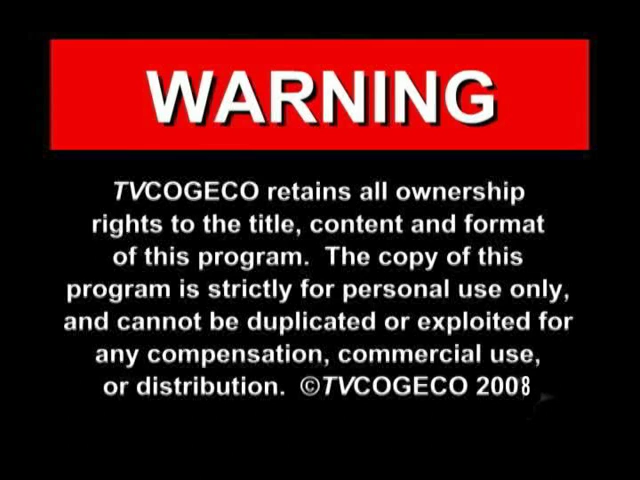 WARNING
TVCOGECO retains all ownership
rights to the title, content and format
of this program.  The copy of this
program is strictly for personal use only,
and cannot be duplicated or exploited for
any compensation, commercial use,
or distribution.  ©TVCOGECO 2008